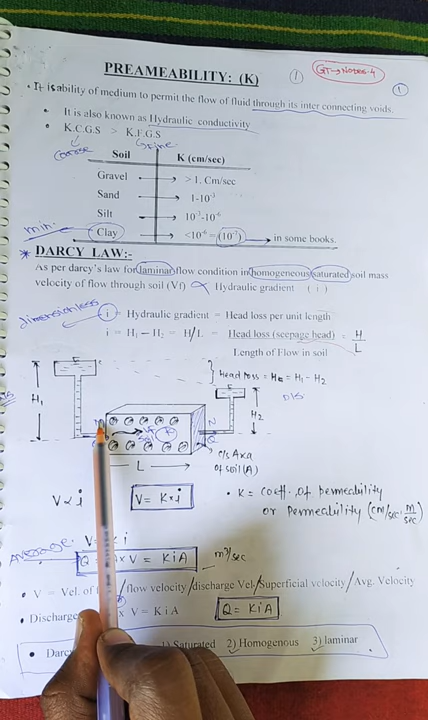 PREAMEABILITY: (K)
1
GT → NOTES-4
1
• It is ability of medium to permit the flow of fluid through its inter connecting voids.
• It is also known as Hydraulic conductivity
• K.C.G.S > K.F.G.S
Coarse
Fine
Soil K (cm/sec)
Gravel → > 1. Cm/sec
Sand → 1-10⁻³
Silt → 10⁻³-10⁻⁶
min.
Clay → <10⁻⁶ = (10⁻⁷) → in some books.
* DARCY LAW:-
As per darcy's law for laminar flow condition in homogeneous saturated soil mass
velocity of flow through soil (Vf) ∝ Hydraulic gradient ( i )
dimensionless
i = Hydraulic gradient = Head loss per unit length
i = H₁ – H₂ = H/L = Head loss (seepage head) = H/L
Length of Flow in soil
Head loss = HL = H₁ - H₂
H₁
H₂
D/S
Vf
Soil
K
N
Q
L
c/s Area
of soil (A)
V ∝ i
V = K×i
• K = coeff. of permeability
or Permeability (cm/sec. m/sec)
Average
V = K i
Q = A × V = K i A
m³/sec
• V = Vel. of /flow velocity/discharge Vel./Superficial velocity/Avg. Velocity
• Discharge x V = K i A
Q = K i A
• Darcy 1) Saturated 2) Homogenous 3) laminar